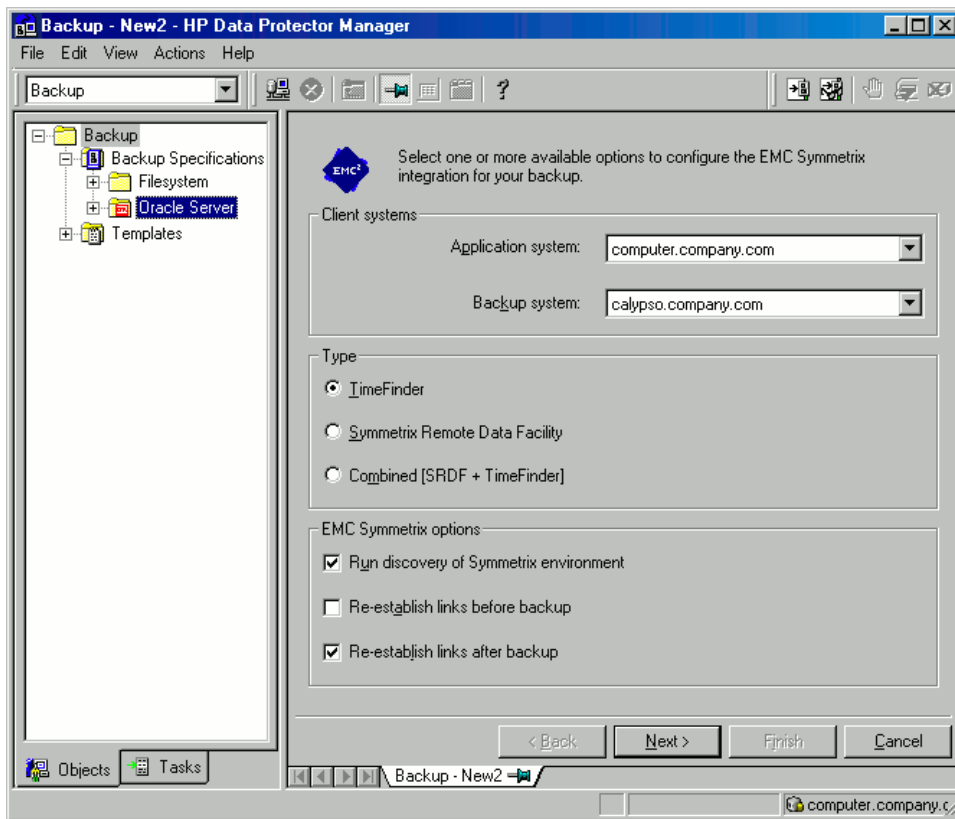 Backup - New2 - HP Data Protector Manager
File Edit View Actions Help
Backup
Backup
Backup Specifications
Filesystem
Oracle Server
Templates
EMC²
Select one or more available options to configure the EMC Symmetrix
integration for your backup.
Client systems
Application system: computer.company.com
Backup system: calypso.company.com
Type
TimeFinder
Symmetrix Remote Data Facility
Combined [SRDF + TimeFinder]
EMC Symmetrix options
Run discovery of Symmetrix environment
Re-establish links before backup
Re-establish links after backup
< Back Next > Finish Cancel
Objects Tasks
Backup - New2
computer.company.c